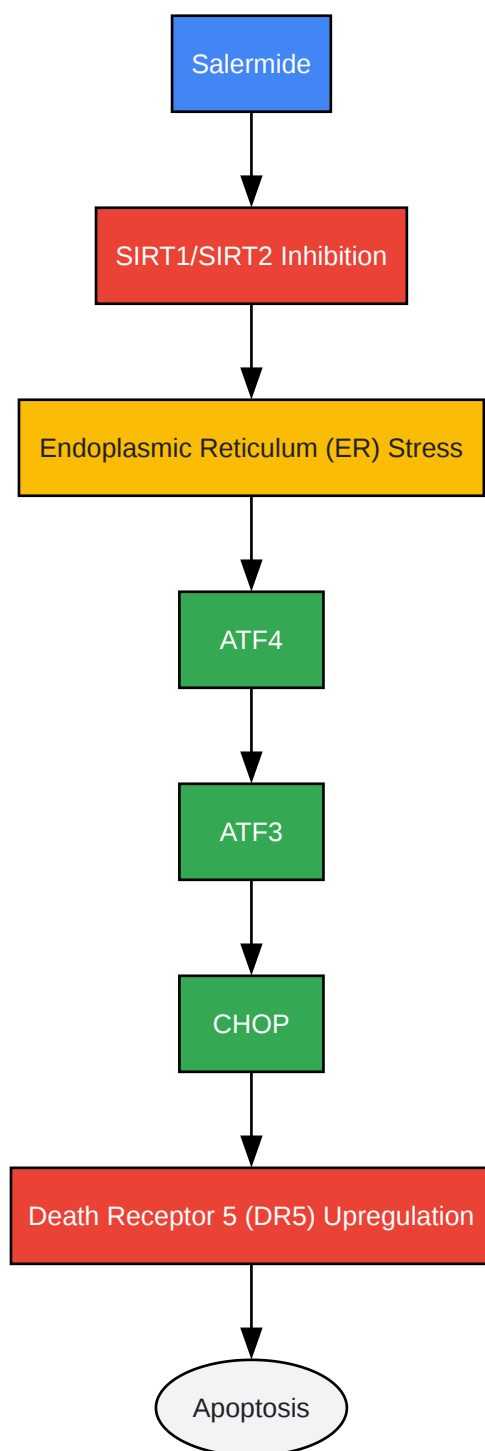 Salermide
SIRT1/SIRT2 Inhibition
Endoplasmic Reticulum (ER) Stress
ATF4
ATF3
CHOP
Death Receptor 5 (DR5) Upregulation
Apoptosis